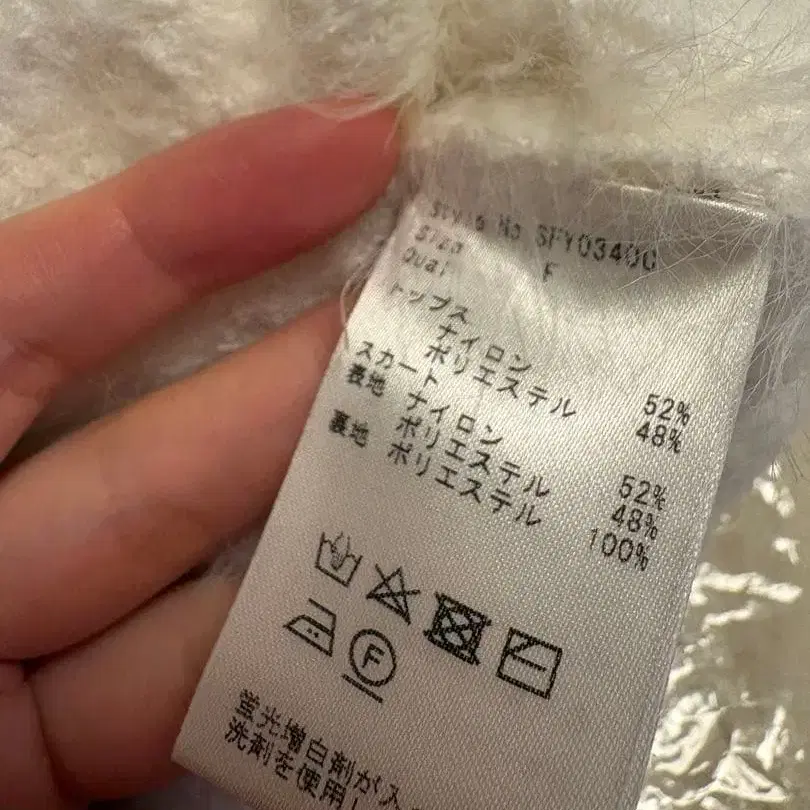 Style No SFY0340C
Size F
Qual
トップス
ナイロン 52%
ポリエステル 48%
スカート
表地 ナイロン 52%
ポリエステル 48%
裏地 ポリエステル 100%
F
蛍光増白剤が入
洗剤を使用し